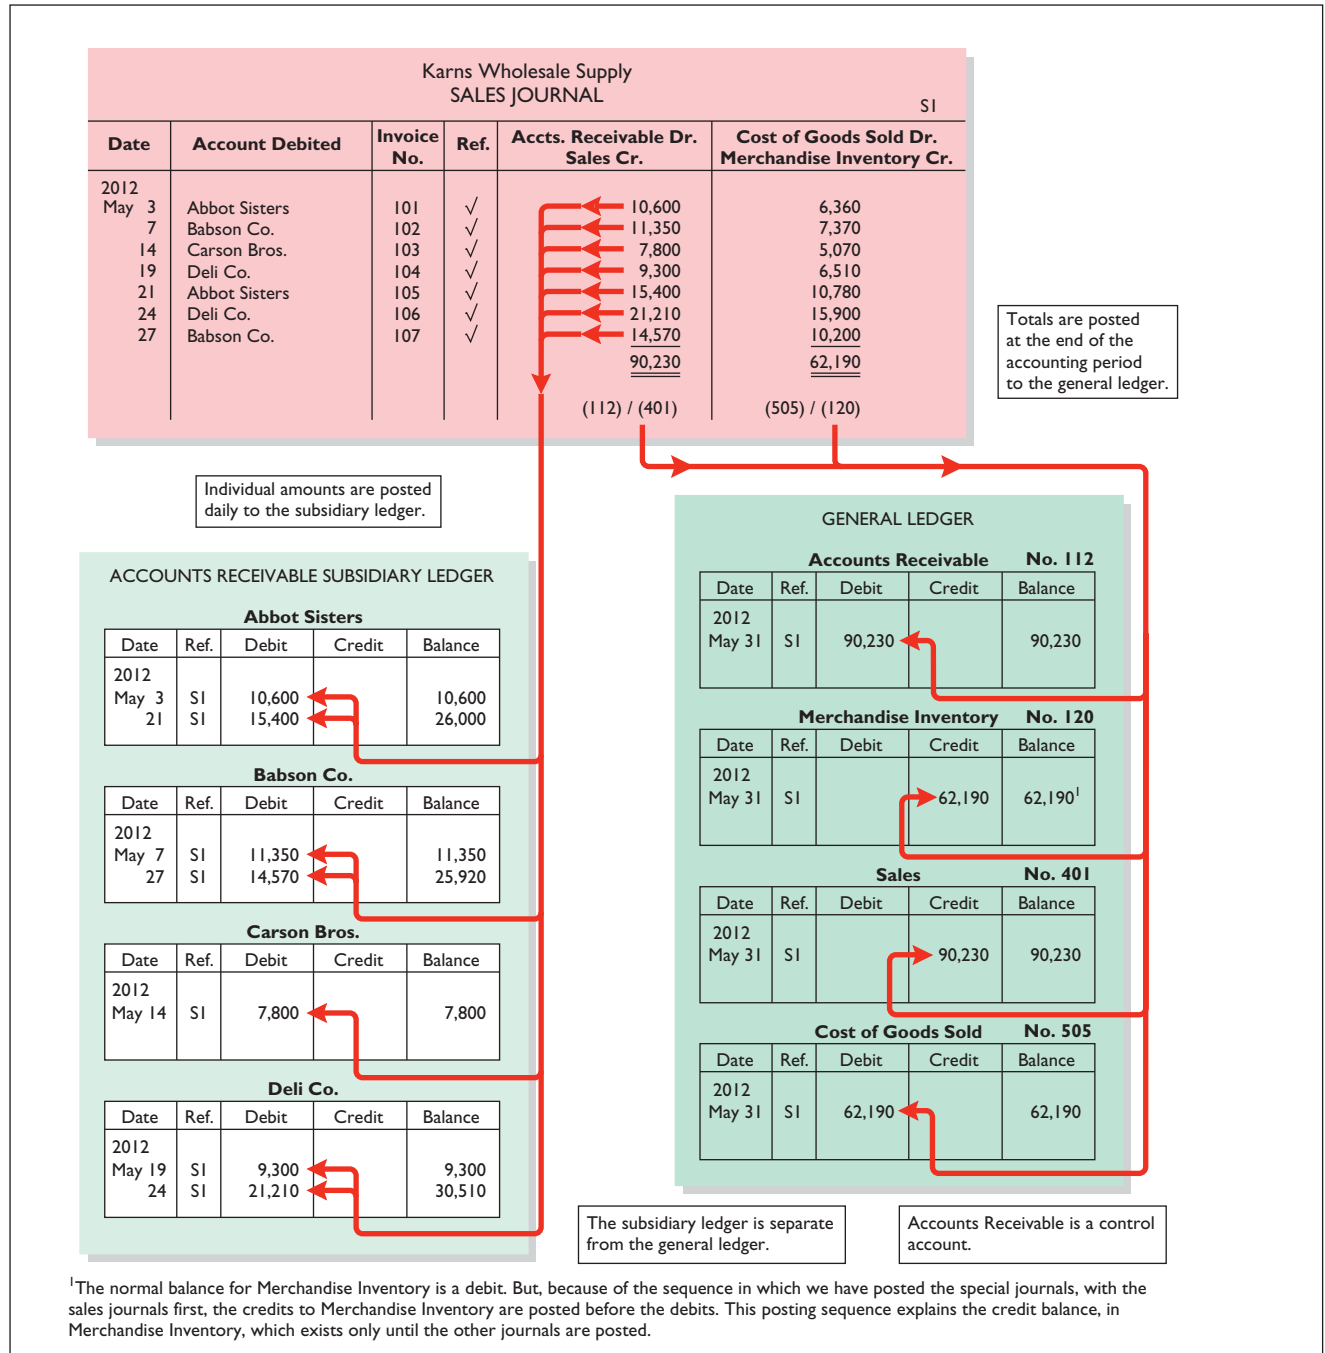 Karns Wholesale Supply
SALES JOURNAL
S1
Date Account Debited Invoice No. Ref. Accts. Receivable Dr. Sales Cr. Cost of Goods Sold Dr. Merchandise Inventory Cr.
2012
May 3 Abbot Sisters 101 √ 10,600 6,360
7 Babson Co. 102 √ 11,350 7,370
14 Carson Bros. 103 √ 7,800 5,070
19 Deli Co. 104 √ 9,300 6,510
21 Abbot Sisters 105 √ 15,400 10,780
24 Deli Co. 106 √ 21,210 15,900
27 Babson Co. 107 √ 14,570 10,200
90,230 62,190
(112) / (401) (505) / (120)
Totals are posted
at the end of the
accounting period
to the general ledger.
Individual amounts are posted
daily to the subsidiary ledger.
ACCOUNTS RECEIVABLE SUBSIDIARY LEDGER
Abbot Sisters
Date Ref. Debit Credit Balance
2012
May 3 S1 10,600 10,600
21 S1 15,400 26,000
Babson Co.
Date Ref. Debit Credit Balance
2012
May 7 S1 11,350 11,350
27 S1 14,570 25,920
Carson Bros.
Date Ref. Debit Credit Balance
2012
May 14 S1 7,800 7,800
Deli Co.
Date Ref. Debit Credit Balance
2012
May 19 S1 9,300 9,300
24 S1 21,210 30,510
GENERAL LEDGER
Accounts Receivable No. 112
Date Ref. Debit Credit Balance
2012
May 31 S1 90,230 90,230
Merchandise Inventory No. 120
Date Ref. Debit Credit Balance
2012
May 31 S1 62,190 62,190¹
Sales No. 401
Date Ref. Debit Credit Balance
2012
May 31 S1 90,230 90,230
Cost of Goods Sold No. 505
Date Ref. Debit Credit Balance
2012
May 31 S1 62,190 62,190
The subsidiary ledger is separate
from the general ledger.
Accounts Receivable is a control
account.
¹The normal balance for Merchandise Inventory is a debit. But, because of the sequence in which we have posted the special journals, with the
sales journals first, the credits to Merchandise Inventory are posted before the debits. This posting sequence explains the credit balance, in
Merchandise Inventory, which exists only until the other journals are posted.